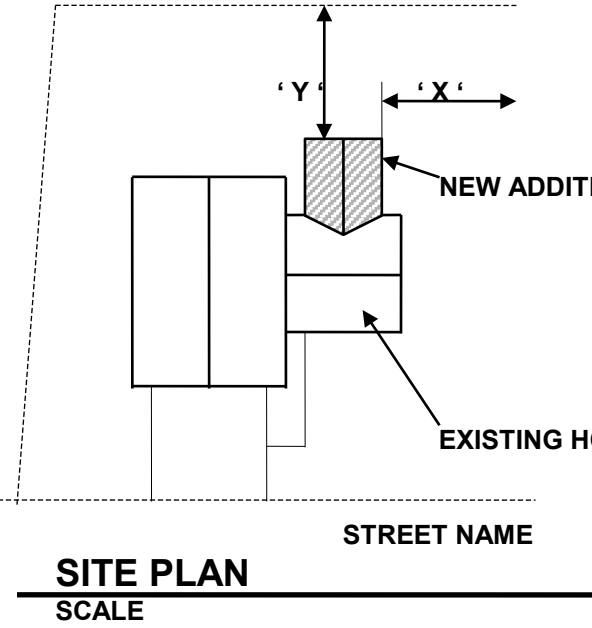 ‘ Y ‘
‘ X ‘
NEW ADDITI
EXISTING HO
STREET NAME
SITE PLAN
SCALE